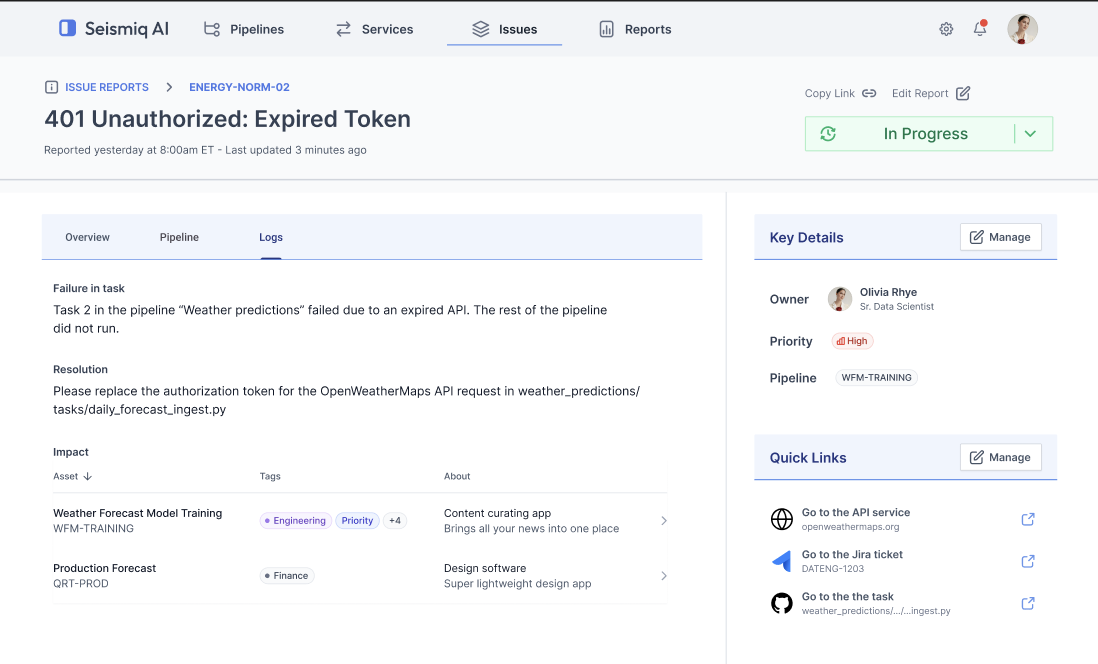 Seismiq AI
Pipelines
Services
Issues
Reports
ISSUE REPORTS
ENERGY-NORM-02
401 Unauthorized: Expired Token
Reported yesterday at 8:00am ET - Last updated 3 minutes ago
Copy Link
Edit Report
In Progress
Overview
Pipeline
Logs
Failure in task
Task 2 in the pipeline “Weather predictions” failed due to an expired API. The rest of the pipeline
did not run.
Resolution
Please replace the authorization token for the OpenWeatherMaps API request in weather_predictions/
tasks/daily_forecast_ingest.py
Impact
Asset
Tags
About
Weather Forecast Model Training
WFM-TRAINING
Engineering
Priority
+4
Content curating app
Brings all your news into one place
Production Forecast
QRT-PROD
Finance
Design software
Super lightweight design app
Key Details
Manage
Owner
Olivia Rhye
Sr. Data Scientist
Priority
High
Pipeline
WFM-TRAINING
Quick Links
Manage
Go to the API service
openweathermaps.org
Go to the Jira ticket
DATENG-1203
Go to the the task
weather_predictions/.../...ingest.py